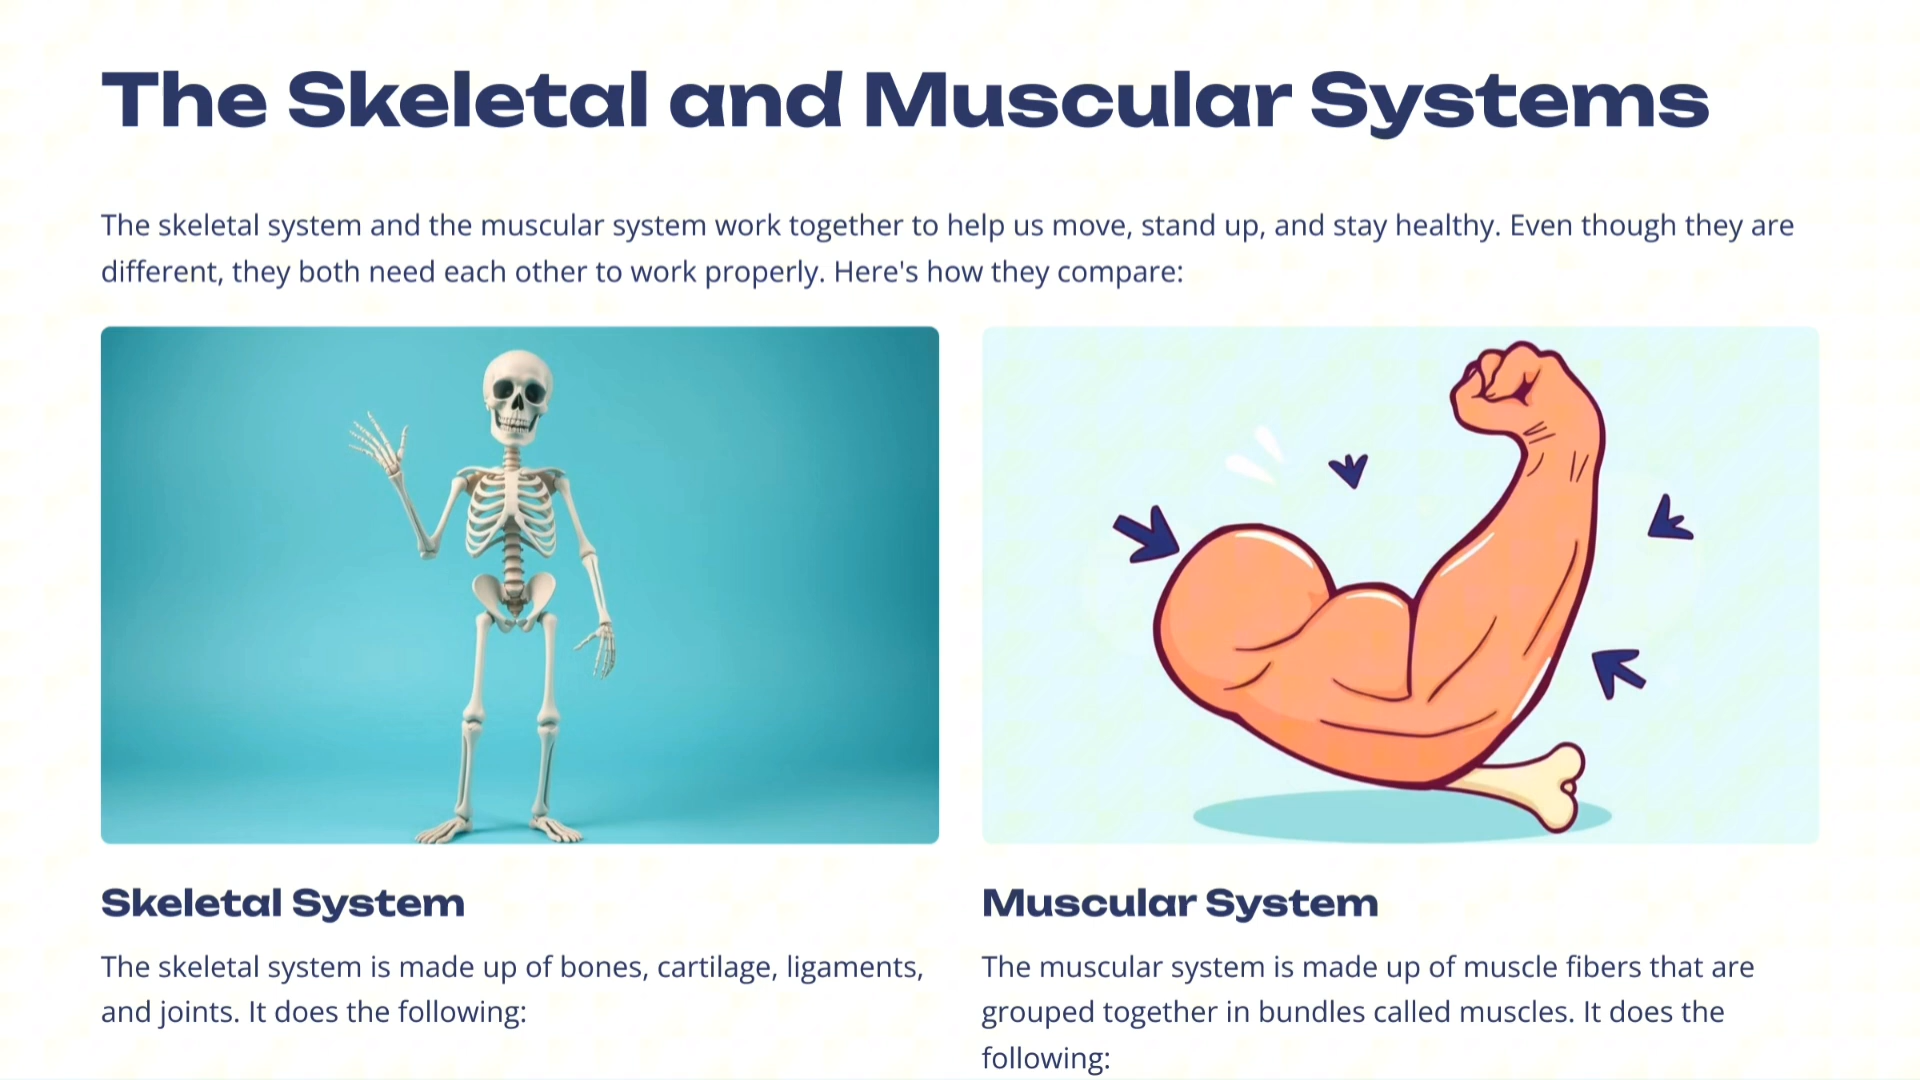 The Skeletal and Muscular Systems
The skeletal system and the muscular system work together to help us move, stand up, and stay healthy. Even though they are
different, they both need each other to work properly. Here's how they compare:
Skeletal System
The skeletal system is made up of bones, cartilage, ligaments,
and joints. It does the following:
Muscular System
The muscular system is made up of muscle fibers that are
grouped together in bundles called muscles. It does the
following: